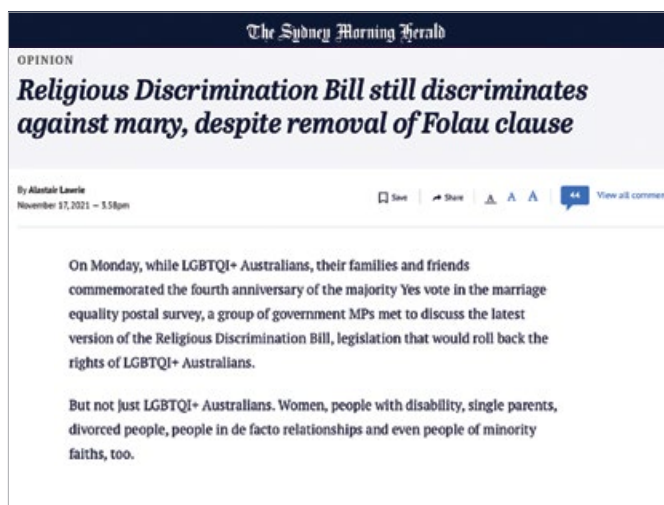 The Sydney Morning Herald
OPINION
Religious Discrimination Bill still discriminates
against many, despite removal of Folau clause
By Alastair Lawrie
November 17, 2021 — 3.58pm
Save
Share
A A A
44
View all commen
On Monday, while LGBTQI+ Australians, their families and friends
commemorated the fourth anniversary of the majority Yes vote in the marriage
equality postal survey, a group of government MPs met to discuss the latest
version of the Religious Discrimination Bill, legislation that would roll back the
rights of LGBTQI+ Australians.
But not just LGBTQI+ Australians. Women, people with disability, single parents,
divorced people, people in de facto relationships and even people of minority
faiths, too.